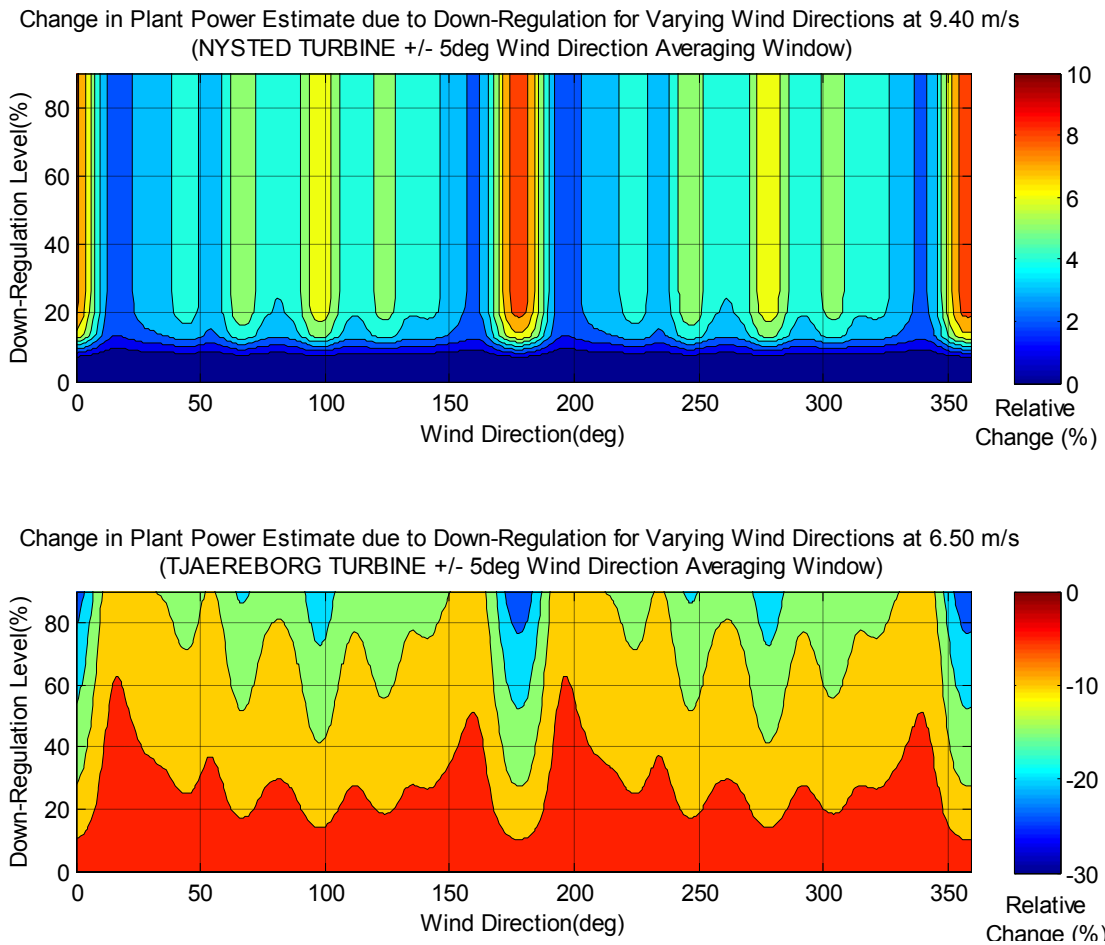 Change in Plant Power Estimate due to Down-Regulation for Varying Wind Directions at 9.40 m/s
(NYSTED TURBINE +/- 5deg Wind Direction Averaging Window)
Down-Regulation Level(%)
80
60
40
20
0
0 50 100 150 200 250 300 350
Wind Direction(deg)
10
8
6
4
2
0
Relative
Change (%)
Change in Plant Power Estimate due to Down-Regulation for Varying Wind Directions at 6.50 m/s
(TJAEREBORG TURBINE +/- 5deg Wind Direction Averaging Window)
Down-Regulation Level(%)
80
60
40
20
0
0 50 100 150 200 250 300 350
Wind Direction(deg)
0
-10
-20
-30
Relative
Change (%)